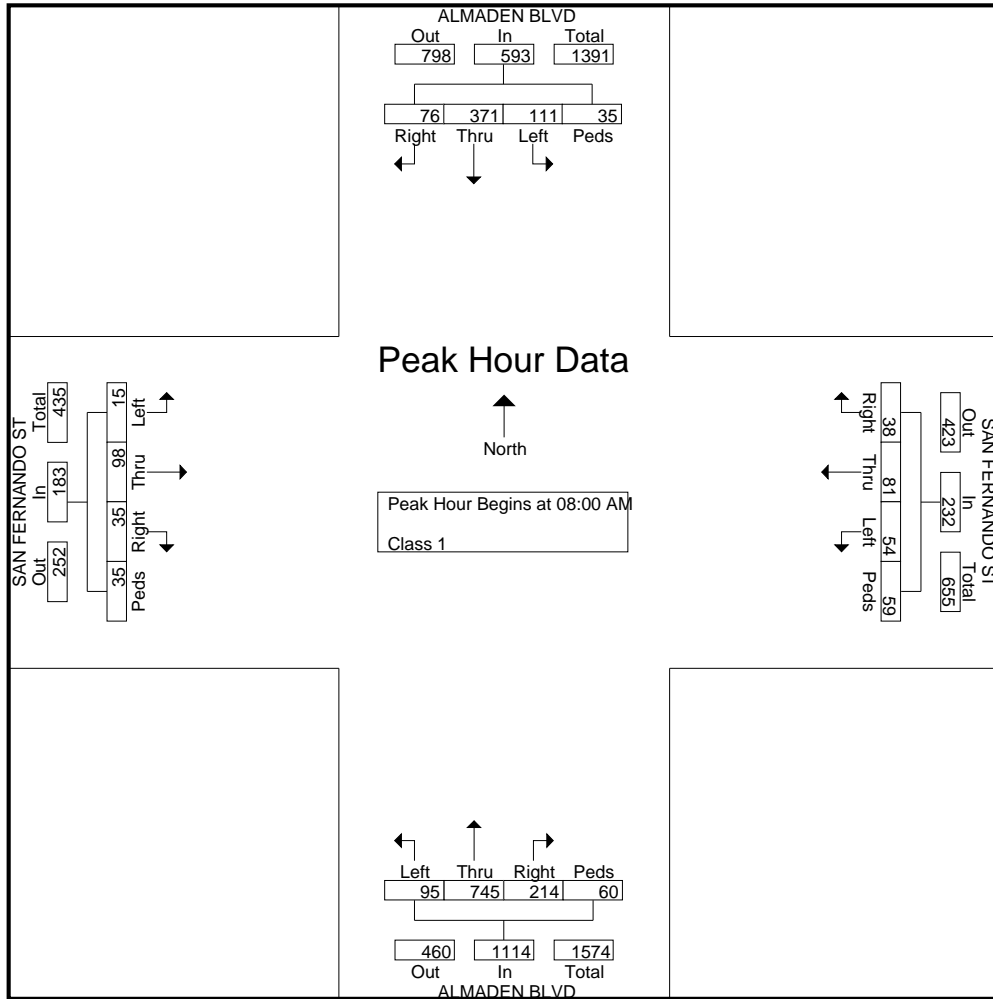 ALMADEN BLVD
Out In Total
798 593 1391
76 371 111 35
Right Thru Left Peds
Peak Hour Data
North
Peak Hour Begins at 08:00 AM
Class 1
SAN FERNANDO ST
Total In Out
435 183 252
15 98 35 35
Left Thru Right Peds
Right Thru Left Peds
38 81 54 59
Out In Total
423 232 655
SAN FERNANDO ST
Left Thru Right Peds
95 745 214 60
460 1114 1574
Out In Total
ALMADEN BLVD